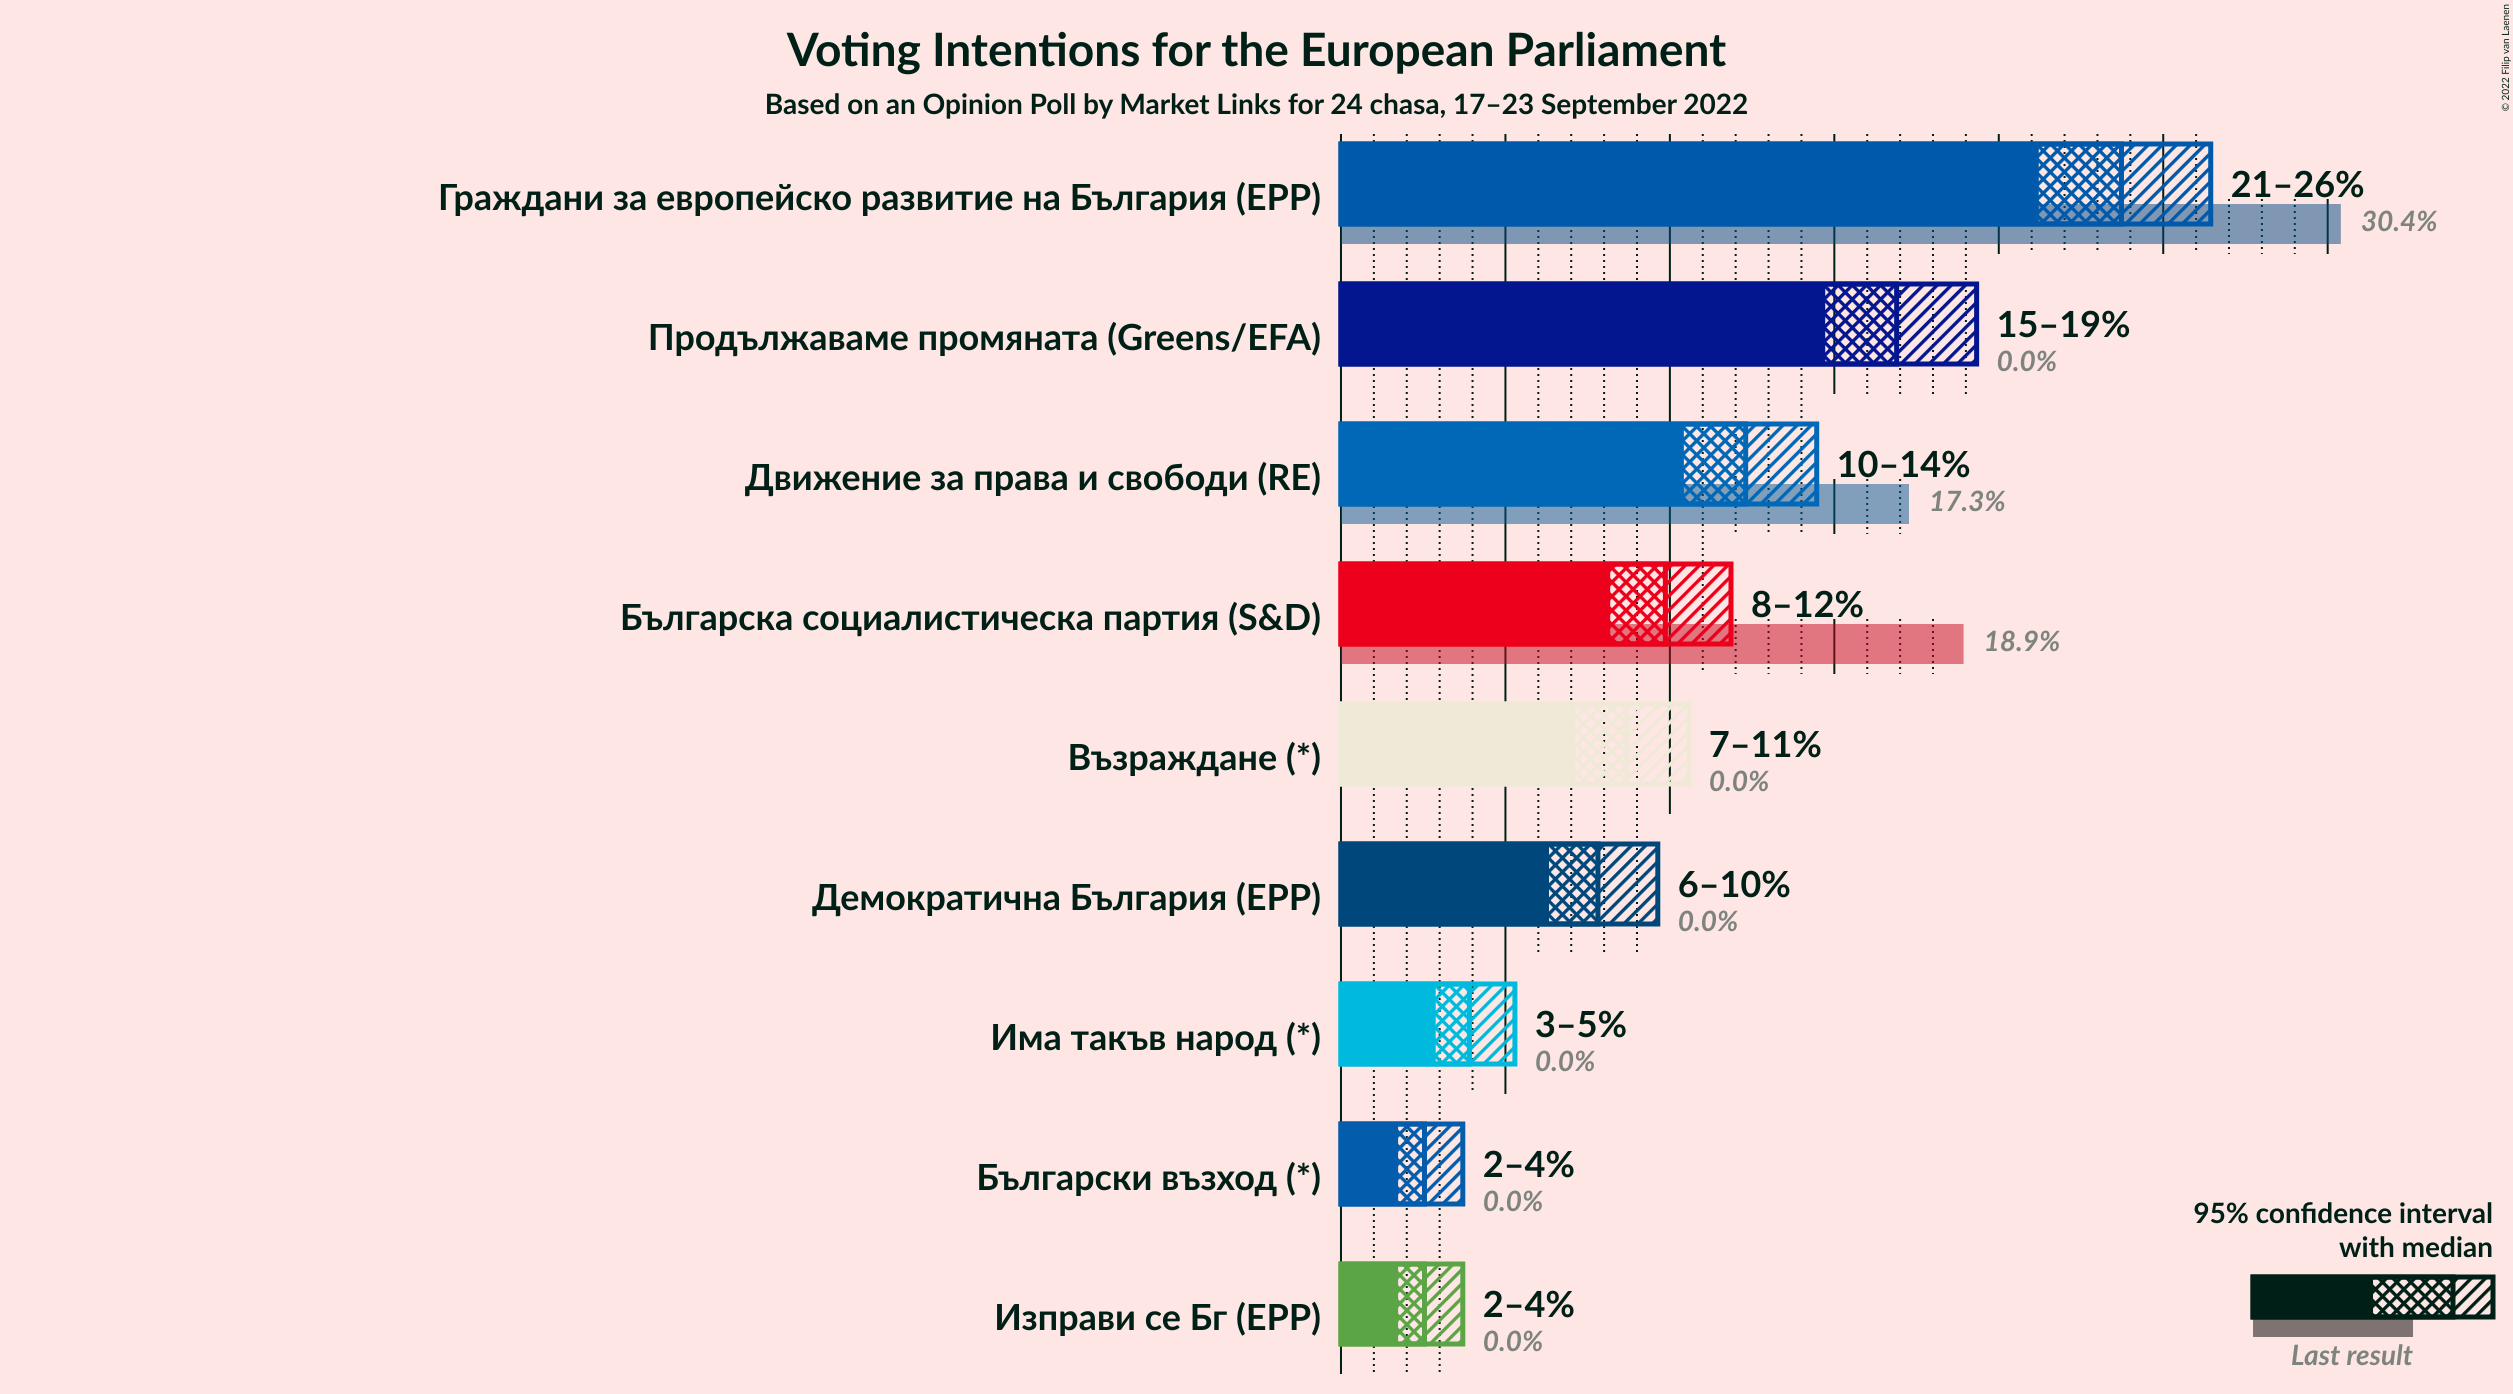 Voting Intentions for the European Parliament
Based on an Opinion Poll by Market Links for 24 chasa, 17–23 September 2022
© 2022 Filip van Laenen
Граждани за европейско развитие на България (EPP)
21–26%
30.4%
Продължаваме промяната (Greens/EFA)
15–19%
0.0%
Движение за права и свободи (RE)
10–14%
17.3%
Българска социалистическа партия (S&D)
8–12%
18.9%
Възраждане (*)
7–11%
0.0%
Демократична България (EPP)
6–10%
0.0%
Има такъв народ (*)
3–5%
0.0%
Български възход (*)
2–4%
0.0%
Изправи се Бг (EPP)
2–4%
0.0%
95% confidence interval
with median
Last result